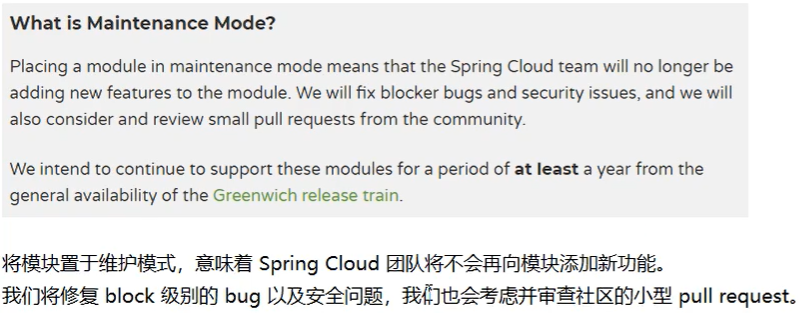 What is Maintenance Mode?
Placing a module in maintenance mode means that the Spring Cloud team will no longer be
adding new features to the module. We will fix blocker bugs and security issues, and we will
also consider and review small pull requests from the community.
We intend to continue to support these modules for a period of at least a year from the
general availability of the Greenwich release train.
将模块置于维护模式，意味着 Spring Cloud 团队将不会再向模块添加新功能。
我们将修复 block 级别的 bug 以及安全问题，我们也会考虑并审查社区的小型 pull request。